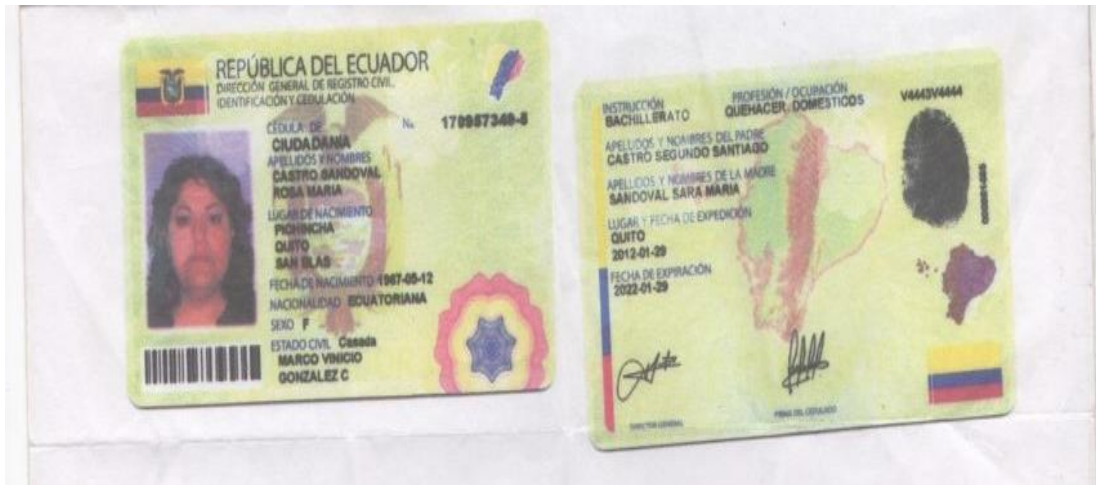 REPÚBLICA DEL ECUADOR
DIRECCIÓN GENERAL DE REGISTRO CIVIL,
IDENTIFICACIÓN Y CEDULACIÓN
CÉDULA DE No.
CIUDADANIA
APELLIDOS Y NOMBRES
CASTRO SANDOVAL
ROSA MARIA
LUGAR DE NACIMIENTO
PICHINCHA
QUITO
SAN BLAS
FECHA DE NACIMIENTO
NACIONALIDAD ECUATORIANA
SEXO F
ESTADO CIVIL Casada
MARCO VINICIO
GONZALEZ C
INSTRUCCIÓN PROFESIÓN / OCUPACIÓN
BACHILLERATO QUEHACER. DOMESTICOS V4443V4444
APELLIDOS Y NOMBRES DEL PADRE
CASTRO SEGUNDO SANTIAGO
APELLIDOS Y NOMBRES DE LA MADRE
SANDOVAL SARA MARIA
LUGAR Y FECHA DE EXPEDICIÓN
QUITO
2012-01-29
FECHA DE EXPIRACIÓN
2022-01-29
DIRECTOR GENERAL FIRMA DEL CEDULADO